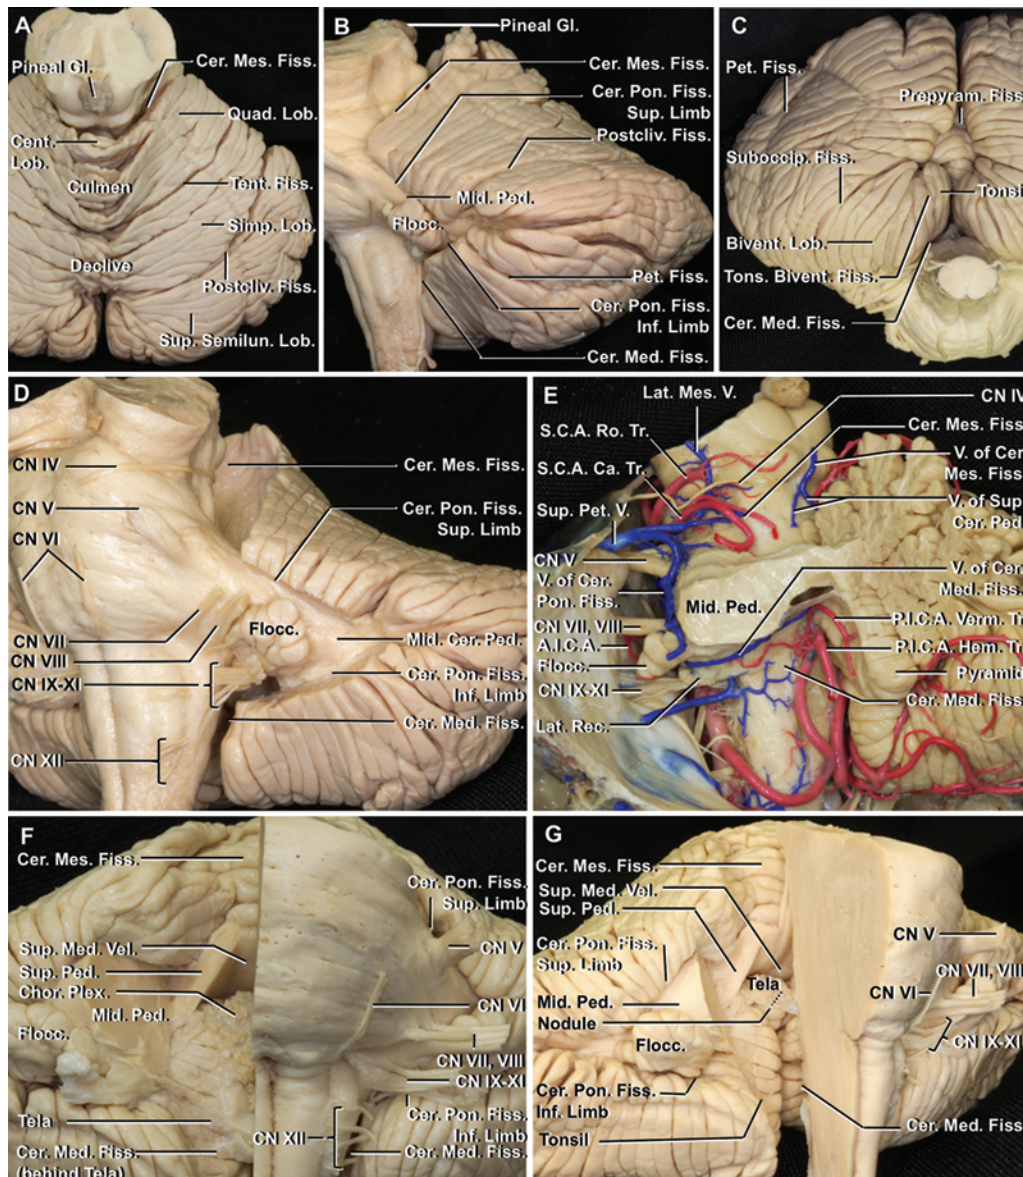 A
Pineal Gl.
Cer. Mes. Fiss.
Quad. Lob.
Cent.
Lob.
Culmen
Tent. Fiss.
Simp. Lob.
Declive
Postcliv. Fiss.
Sup. Semilun. Lob.
B
Pineal Gl.
Cer. Mes. Fiss.
Cer. Pon. Fiss.
Sup. Limb
Postcliv. Fiss.
Mid. Ped.
Flocc.
Pet. Fiss.
Cer. Pon. Fiss.
Inf. Limb
Cer. Med. Fiss.
C
Pet. Fiss.
Prepyram. Fiss.
Suboccip. Fiss.
Tonsil
Bivent. Lob.
Tons. Bivent. Fiss.
Cer. Med. Fiss.
D
CN IV
Cer. Mes. Fiss.
CN V
Cer. Pon. Fiss.
Sup. Limb
CN VI
CN VII
Flocc.
Mid. Cer. Ped.
CN VIII
CN IX-XI
Cer. Pon. Fiss.
Inf. Limb
Cer. Med. Fiss.
CN XII
E
Lat. Mes. V.
CN IV
S.C.A. Ro. Tr.
Cer. Mes. Fiss.
S.C.A. Ca. Tr.
V. of Cer.
Mes. Fiss.
Sup. Pet. V.
V. of Sup.
Cer. Ped.
CN V
V. of Cer.
Pon. Fiss.
V. of Cer.
Med. Fiss.
Mid. Ped.
CN VII, VIII
P.I.C.A. Verm. Tr.
A.I.C.A.
P.I.C.A. Hem. Tr.
Flocc.
Pyramid
CN IX-XI
Cer. Med. Fiss.
Lat. Rec.
F
Cer. Mes. Fiss.
Cer. Pon. Fiss.
Sup. Limb
Sup. Med. Vel.
CN V
Sup. Ped.
Chor. Plex.
CN VI
Mid. Ped.
Flocc.
CN VII, VIII
CN IX-XI
Tela
Cer. Pon. Fiss.
Inf. Limb
CN XII
Cer. Med. Fiss.
Cer. Med. Fiss.
(behind Tela)
G
Cer. Mes. Fiss.
Sup. Med. Vel.
Sup. Ped.
CN V
Cer. Pon. Fiss.
Sup. Limb
CN VII, VIII
Tela
CN VI
Mid. Ped.
Nodule
CN IX-XI
Flocc.
Cer. Pon. Fiss.
Inf. Limb
Tonsil
Cer. Med. Fiss.